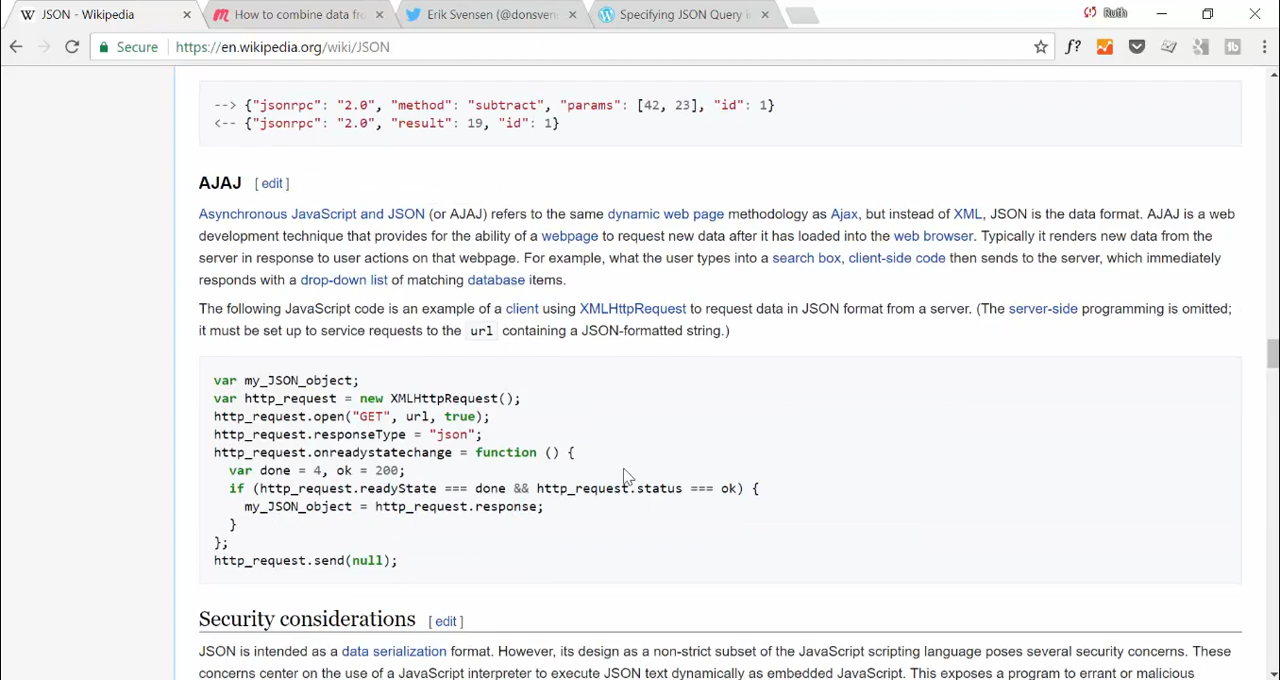 JSON - Wikipedia
How to combine data fro
Erik Svensen (@donsven
Specifying JSON Query i
Ruth
Secure
https://en.wikipedia.org/wiki/JSON
f?
--> {"jsonrpc": "2.0", "method": "subtract", "params": [42, 23], "id": 1}
<-- {"jsonrpc": "2.0", "result": 19, "id": 1}
AJAJ [ edit ]
Asynchronous JavaScript and JSON (or AJAJ) refers to the same dynamic web page methodology as Ajax, but instead of XML, JSON is the data format. AJAJ is a web
development technique that provides for the ability of a webpage to request new data after it has loaded into the web browser. Typically it renders new data from the
server in response to user actions on that webpage. For example, what the user types into a search box, client-side code then sends to the server, which immediately
responds with a drop-down list of matching database items.
The following JavaScript code is an example of a client using XMLHttpRequest to request data in JSON format from a server. (The server-side programming is omitted;
it must be set up to service requests to the url containing a JSON-formatted string.)
var my_JSON_object;
var http_request = new XMLHttpRequest();
http_request.open("GET", url, true);
http_request.responseType = "json";
http_request.onreadystatechange = function () {
var done = 4, ok = 200;
if (http_request.readyState === done && http_request.status === ok) {
my_JSON_object = http_request.response;
}
};
http_request.send(null);
Security considerations [ edit ]
JSON is intended as a data serialization format. However, its design as a non-strict subset of the JavaScript scripting language poses several security concerns. These
concerns center on the use of a JavaScript interpreter to execute JSON text dynamically as embedded JavaScript. This exposes a program to errant or malicious